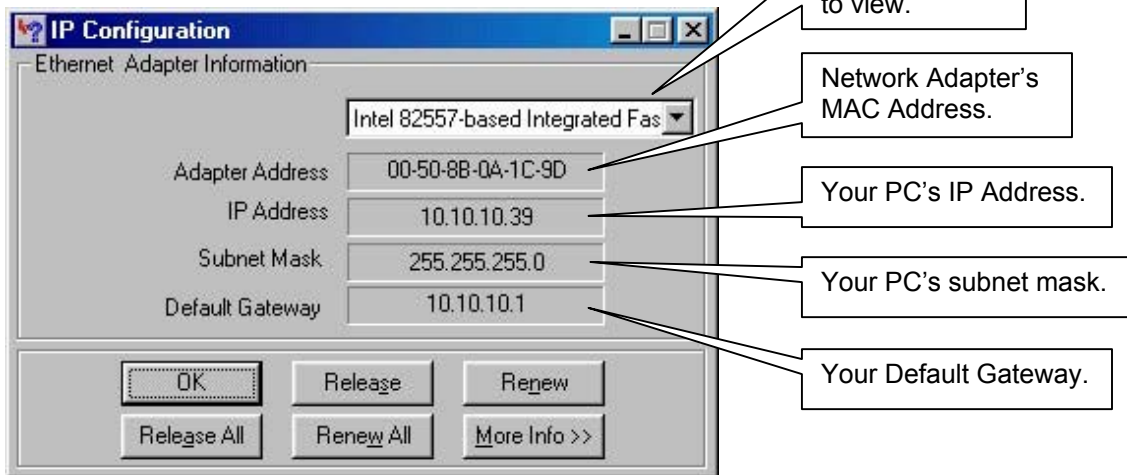 to view.
IP Configuration
Ethernet Adapter Information
Intel 82557-based Integrated Fas
Network Adapter's
MAC Address.
Adapter Address 00-50-8B-0A-1C-9D
IP Address 10.10.10.39
Your PC's IP Address.
Subnet Mask 255.255.255.0
Your PC's subnet mask.
Default Gateway 10.10.10.1
Your Default Gateway.
OK Release Renew
Release All Renew All More Info >>